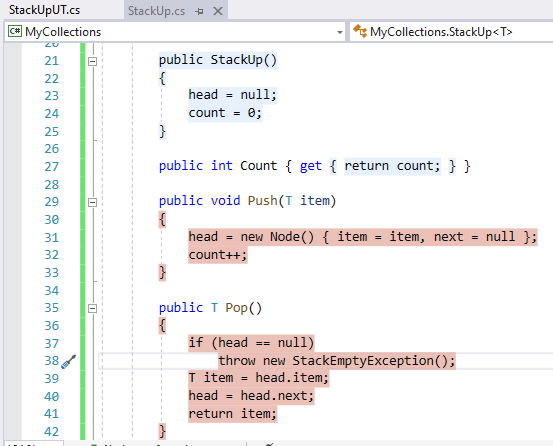 StackUpUT.cs
StackUp.cs
C# MyCollections
MyCollections.StackUp<T>
20
21 public StackUp()
22 {
23 head = null;
24 count = 0;
25 }
26
27 public int Count { get { return count; } }
28
29 public void Push(T item)
30 {
31 head = new Node() { item = item, next = null };
32 count++;
33 }
34
35 public T Pop()
36 {
37 if (head == null)
38 throw new StackEmptyException();
39 T item = head.item;
40 head = head.next;
41 return item;
42 }